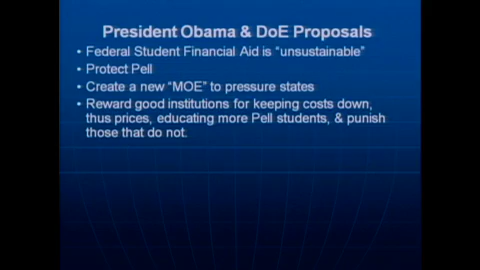 President Obama & DoE Proposals
• Federal Student Financial Aid is “unsustainable”
• Protect Pell
• Create a new “MOE” to pressure states
• Reward good institutions for keeping costs down,
thus prices, educating more Pell students, & punish
those that do not.